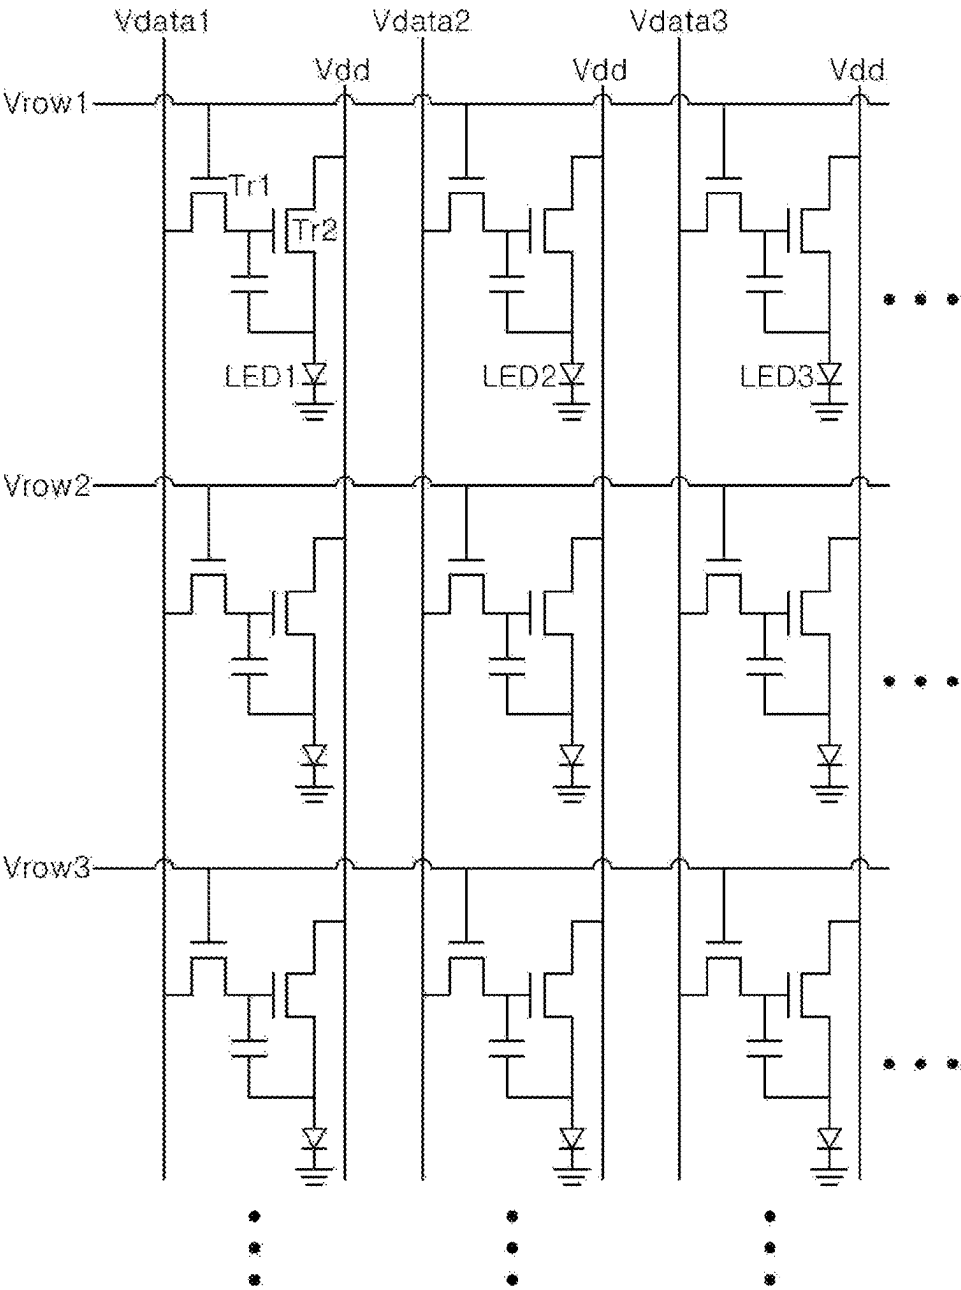 Vdata1 Vdata2 Vdata3
Vdd Vdd Vdd
Vrow1
Tr1
Tr2
LED1 LED2 LED3
Vrow2
Vrow3